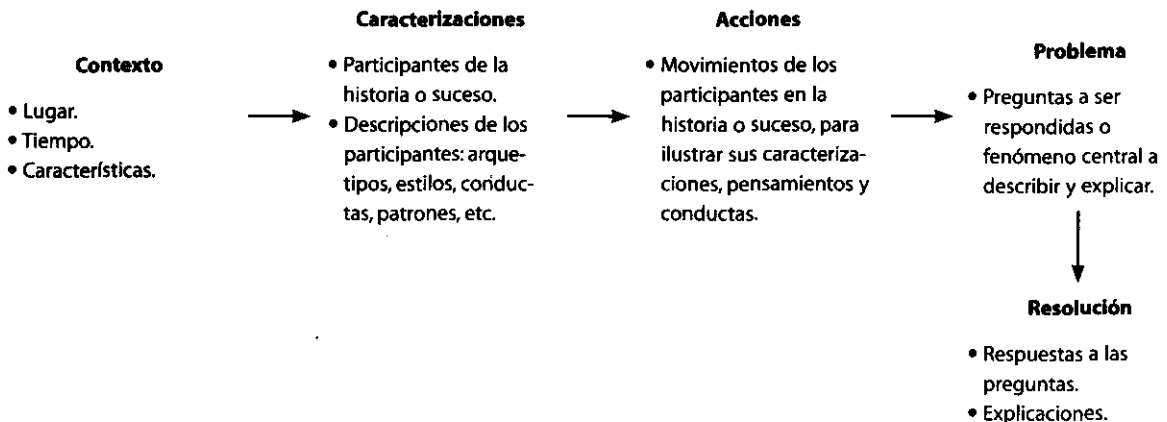 Contexto
• Lugar.
• Tiempo.
• Características.
Caracterizaciones
• Participantes de la
historia o suceso.
• Descripciones de los
participantes: arque-
tipos, estilos, conduc-
tas, patrones, etc.
Acciones
• Movimientos de los
participantes en la
historia o suceso, para
ilustrar sus caracteriza-
ciones, pensamientos y
conductas.
Problema
• Preguntas a ser
respondidas o
fenómeno central a
describir y explicar.
Resolución
• Respuestas a las
preguntas.
• Explicaciones.